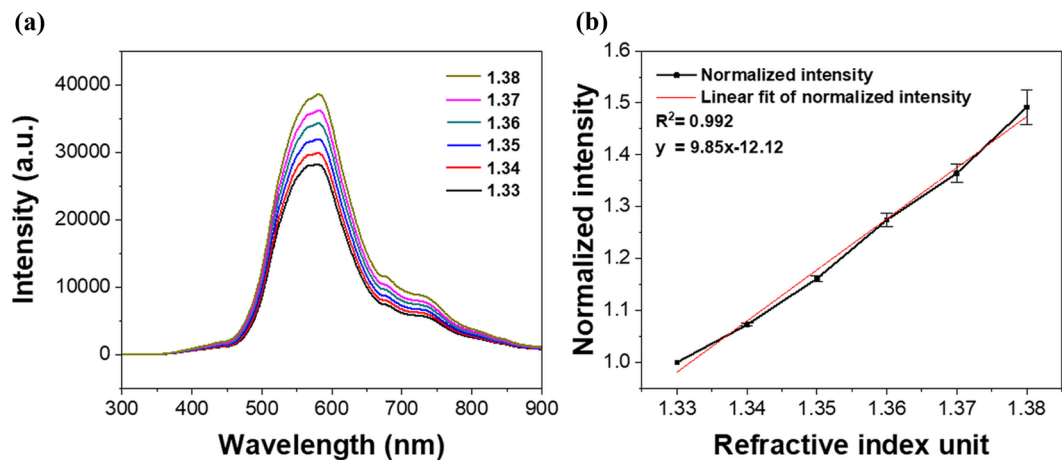 (a)
Intensity (a.u.)
40000
30000
20000
10000
0
1.38
1.37
1.36
1.35
1.34
1.33
300 400 500 600 700 800 900
Wavelength (nm)
(b)
Normalized intensity
1.6
1.5
1.4
1.3
1.2
1.1
1.0
Normalized intensity
Linear fit of normalized intensity
R²= 0.992
y = 9.85x-12.12
1.33 1.34 1.35 1.36 1.37 1.38
Refractive index unit